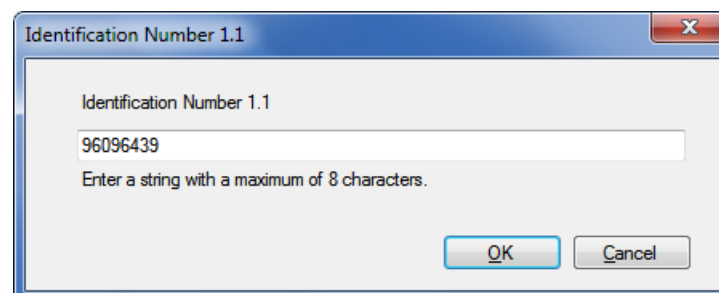 Identification Number 1.1
Identification Number 1.1
96096439
Enter a string with a maximum of 8 characters.
OK
Cancel